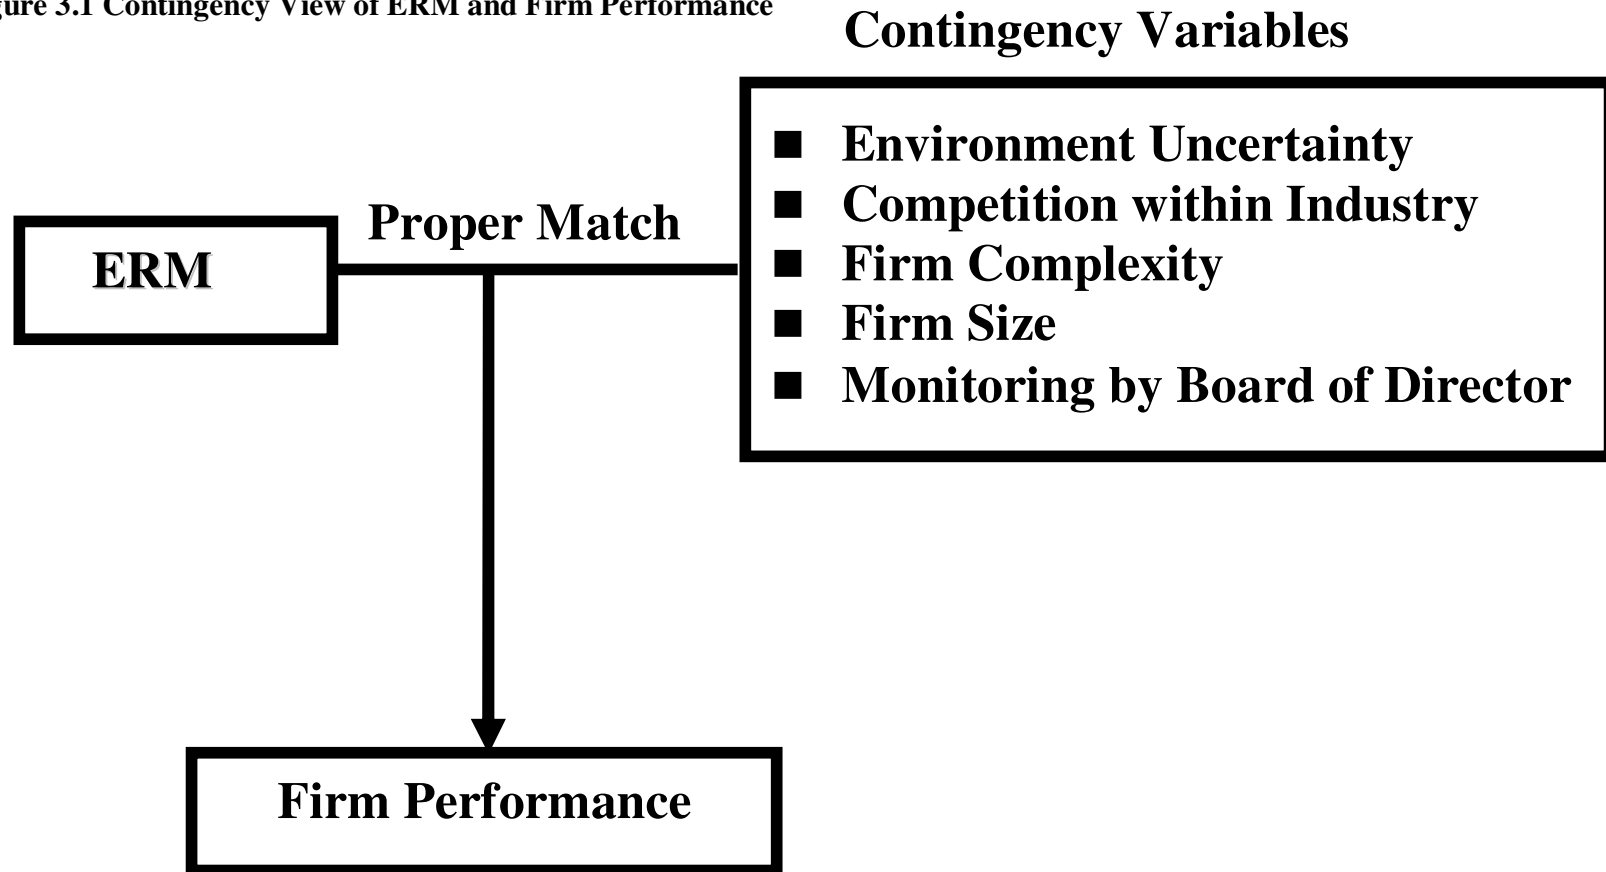 gure 3.1 Contingency View of ERM and Firm Performance
Contingency Variables
■ Environment Uncertainty
■ Competition within Industry
■ Firm Complexity
■ Firm Size
■ Monitoring by Board of Director
Proper Match
ERM
Firm Performance